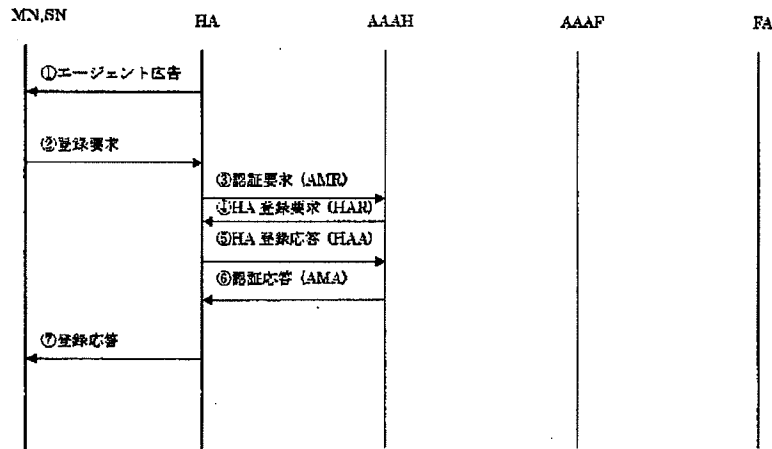 MN,SN
HA
AAAH
AAAF
FA
①エージェント広告
②登録要求
③認証要求 (AMR)
④HA 登録要求 (HAR)
⑤HA 登録応答 (HAA)
⑥認証応答 (AMA)
⑦登録応答